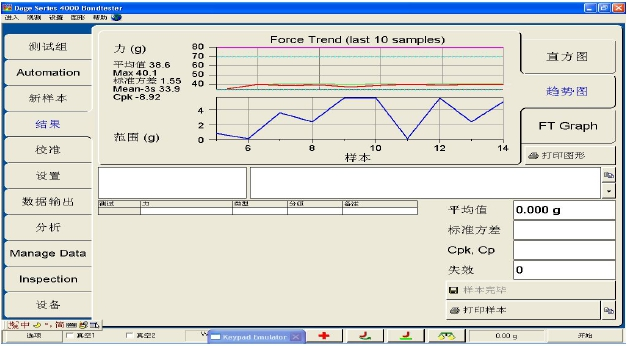 Dage Series 4000 Bondtester
进入 观测 设置 图形 帮助
测试组
Automation
新样本
结果
校准
设置
数据输出
分析
Manage Data
Inspection
设备
Force Trend (last 10 samples)
力 (g)
平均值 38.6
Max 40.1
标准方差 1.55
Mean-3s 33.9
Cpk -8.92
80
70
60
50
40
范围 (g)
4
2
0
6 8 10 12 14
样本
直方图
趋势图
FT Graph
打印图形
测试 力 类型 分组 备注
平均值 0.000 g
标准方差
Cpk, Cp
失效 0
样本完毕
打印样本
中 简
选项 真空1 真空2 Keypad Emulator 0.00 g 开始